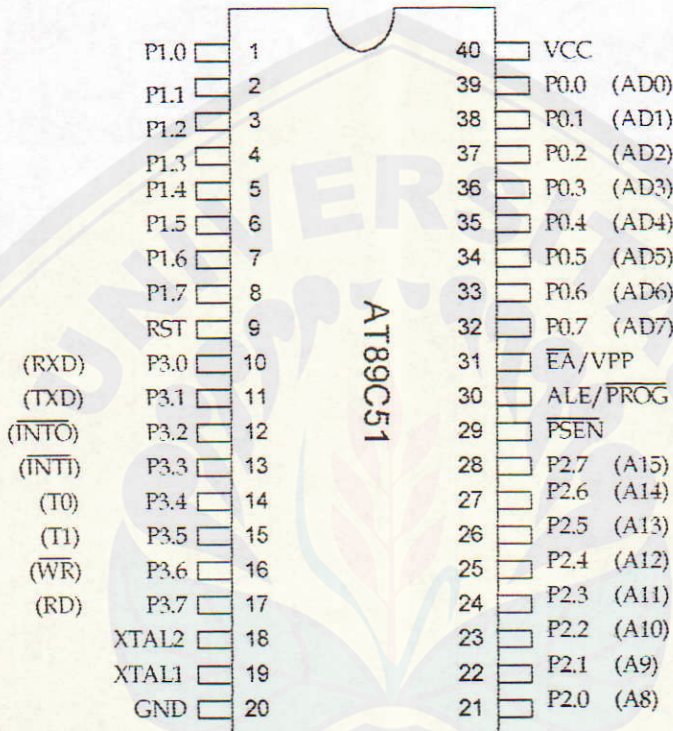 P1.0 1 40 VCC
P1.1 2 39 P0.0 (AD0)
P1.2 3 38 P0.1 (AD1)
P1.3 4 37 P0.2 (AD2)
P1.4 5 36 P0.3 (AD3)
P1.5 6 35 P0.4 (AD4)
P1.6 7 34 P0.5 (AD5)
P1.7 8 33 P0.6 (AD6)
RST 9 32 P0.7 (AD7)
(RXD) P3.0 10 31 E̅A̅/VPP
(TXD) P3.1 11 30 ALE/P̅R̅O̅G̅
(I̅N̅T̅O̅) P3.2 12 29 P̅S̅E̅N̅
(I̅N̅T̅I̅) P3.3 13 28 P2.7 (A15)
(T0) P3.4 14 27 P2.6 (A14)
(T1) P3.5 15 26 P2.5 (A13)
(W̅R̅) P3.6 16 25 P2.4 (A12)
(RD) P3.7 17 24 P2.3 (A11)
XTAL2 18 23 P2.2 (A10)
XTAL1 19 22 P2.1 (A9)
GND 20 21 P2.0 (A8)
AT89C51
UNIVERSITAS